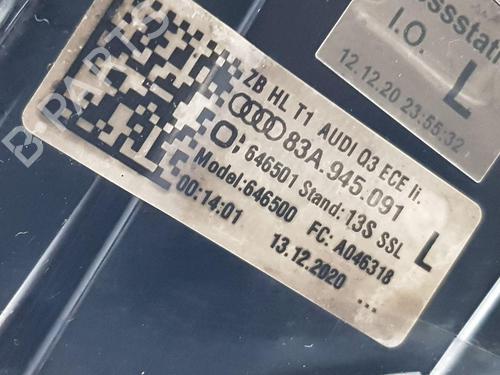 I.O. L
12.12.20 23:55:32
ZB HL T1 AUDI Q3 ECE li.
83A.945.091
646501 Stand:13S SSL
Model:646500 FC: A046318 L
00:14:01 13.12.2020 ...
B PARTS